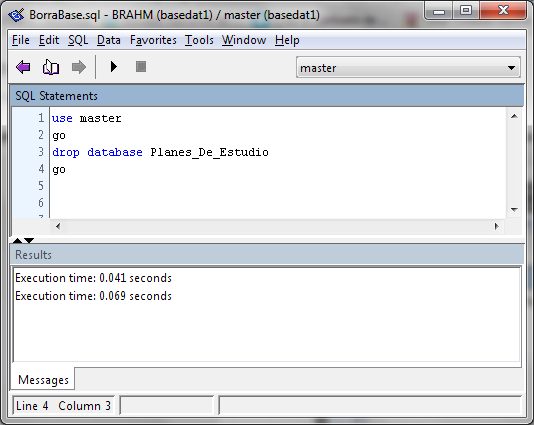 BorraBase.sql - BRAHM (basedat1) / master (basedat1)
File Edit SQL Data Favorites Tools Window Help
master
SQL Statements
1 use master
2 go
3 drop database Planes_De_Estudio
4 go
5
6
7
Results
Execution time: 0.041 seconds
Execution time: 0.069 seconds
Messages
Line 4 Column 3